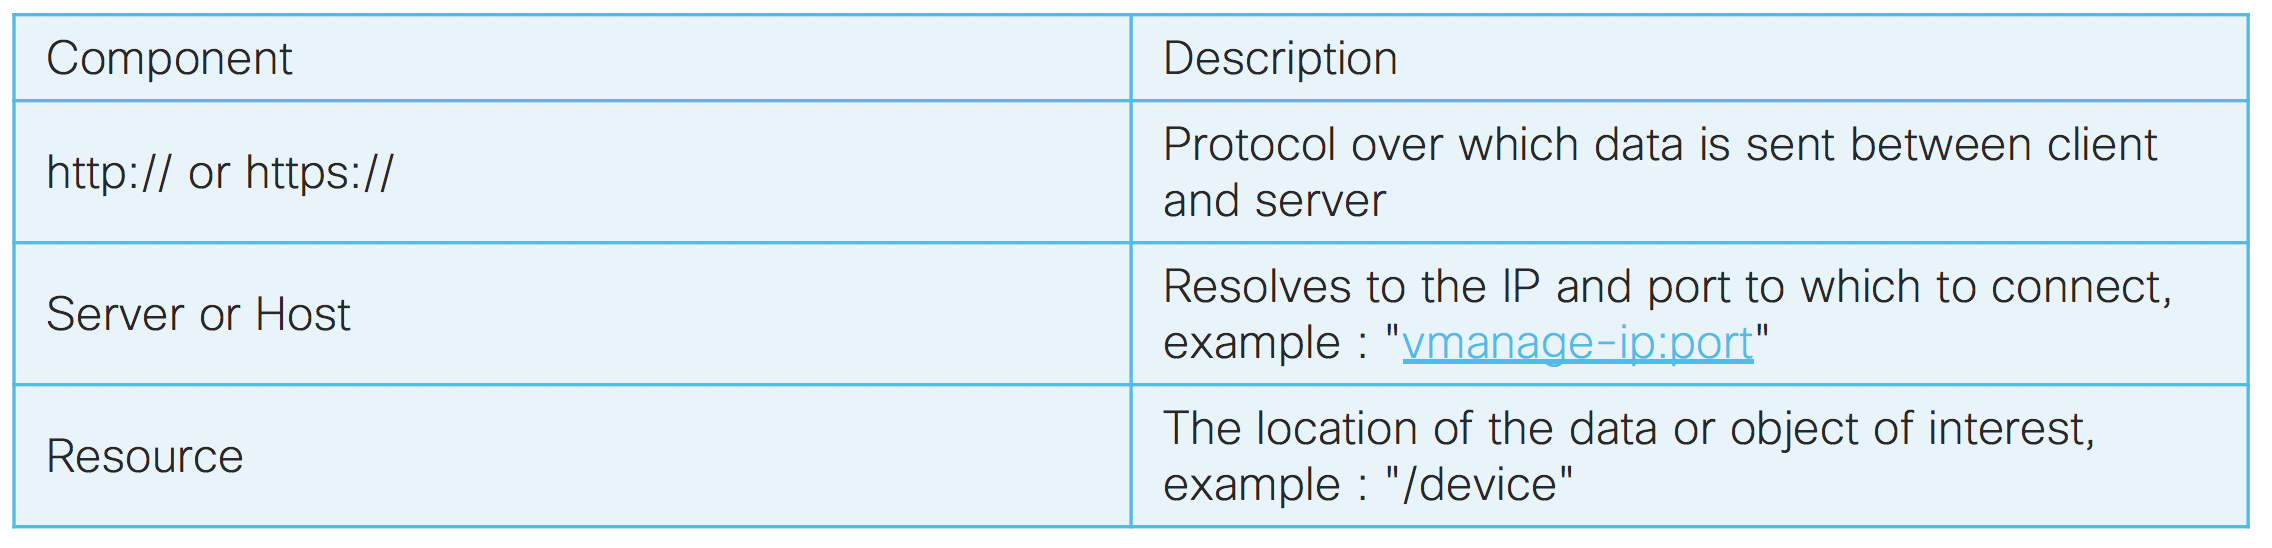 Component
Description
http:// or https://
Protocol over which data is sent between client
and server
Server or Host
Resolves to the IP and port to which to connect,
example : "vmanage-ip:port"
Resource
The location of the data or object of interest,
example : "/device"